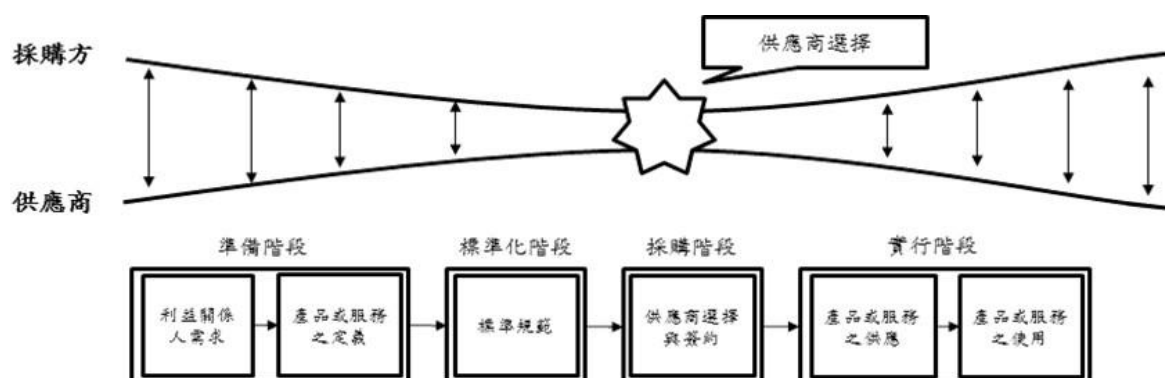 供應商選擇
採購方
供應商
準備階段
標準化階段
採購階段
實行階段
利益關係
人需求
產品或服務
之定義
標準規範
供應商選擇
與簽約
產品或服務
之供應
產品或服務
之使用